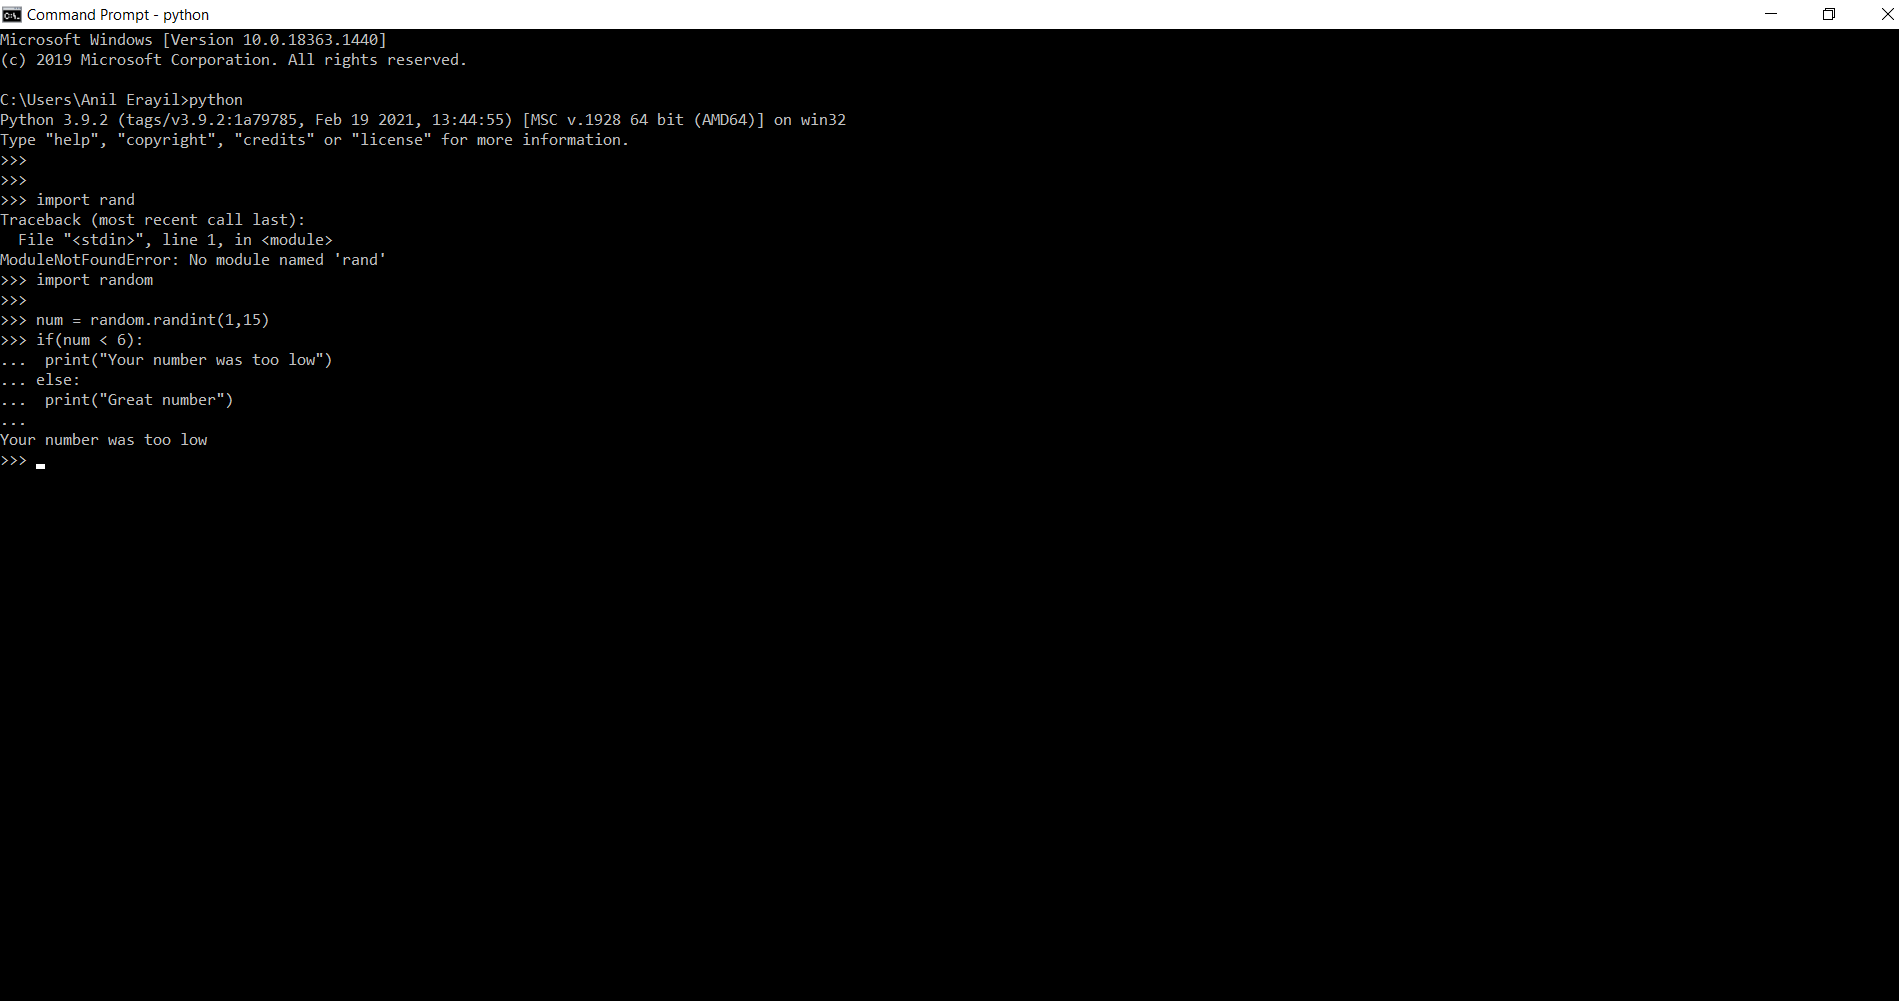 Command Prompt - python
Microsoft Windows [Version 10.0.18363.1440]
(c) 2019 Microsoft Corporation. All rights reserved.
C:\Users\Anil Erayil>python
Python 3.9.2 (tags/v3.9.2:1a79785, Feb 19 2021, 13:44:55) [MSC v.1928 64 bit (AMD64)] on win32
Type "help", "copyright", "credits" or "license" for more information.
>>>
>>>
>>> import rand
Traceback (most recent call last):
  File "<stdin>", line 1, in <module>
ModuleNotFoundError: No module named 'rand'
>>> import random
>>>
>>> num = random.randint(1,15)
>>> if(num < 6):
...  print("Your number was too low")
... else:
...  print("Great number")
...
Your number was too low
>>>